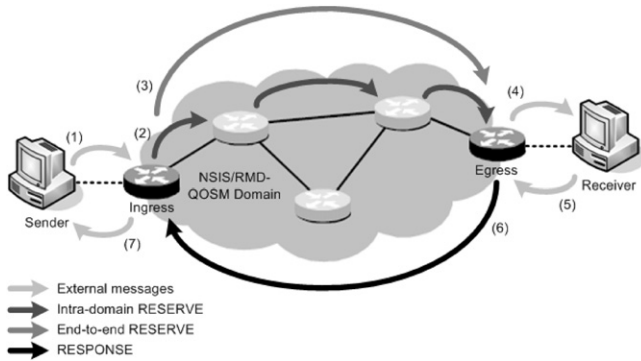 (3)
(4)
(1)
(2)
NSIS/RMD-
QOSM Domain
Sender
Ingress
Egress
Receiver
(5)
(6)
(7)
External messages
Intra-domain RESERVE
End-to-end RESERVE
RESPONSE